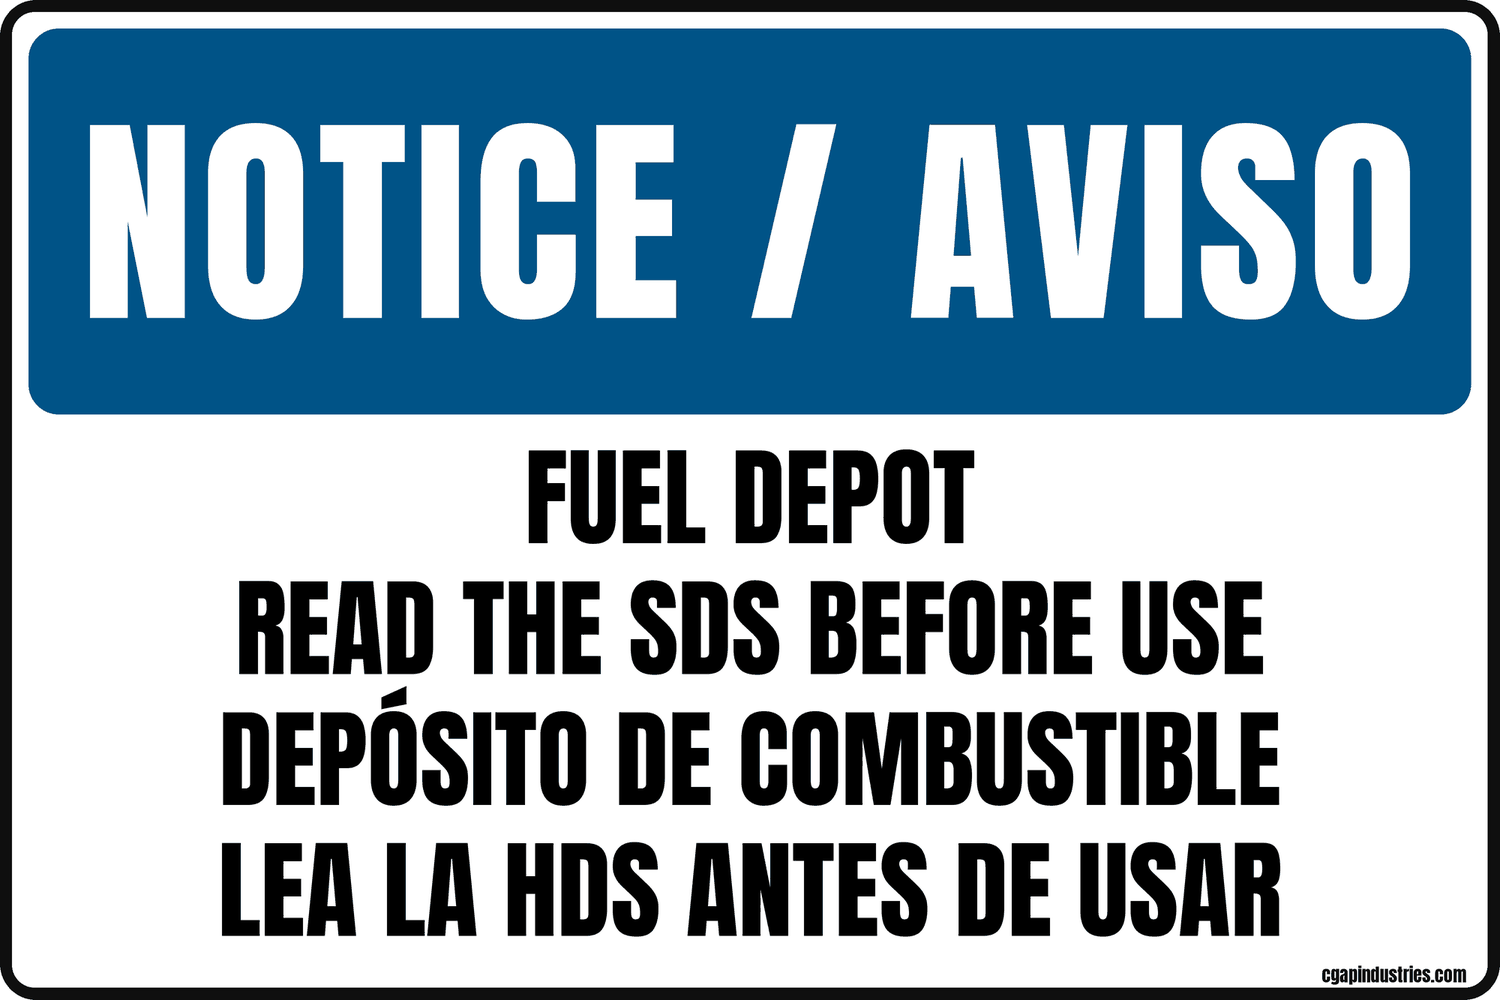 NOTICE / AVISO
FUEL DEPOT
READ THE SDS BEFORE USE
DEPÓSITO DE COMBUSTIBLE
LEA LA HDS ANTES DE USAR
cgapindustries.com